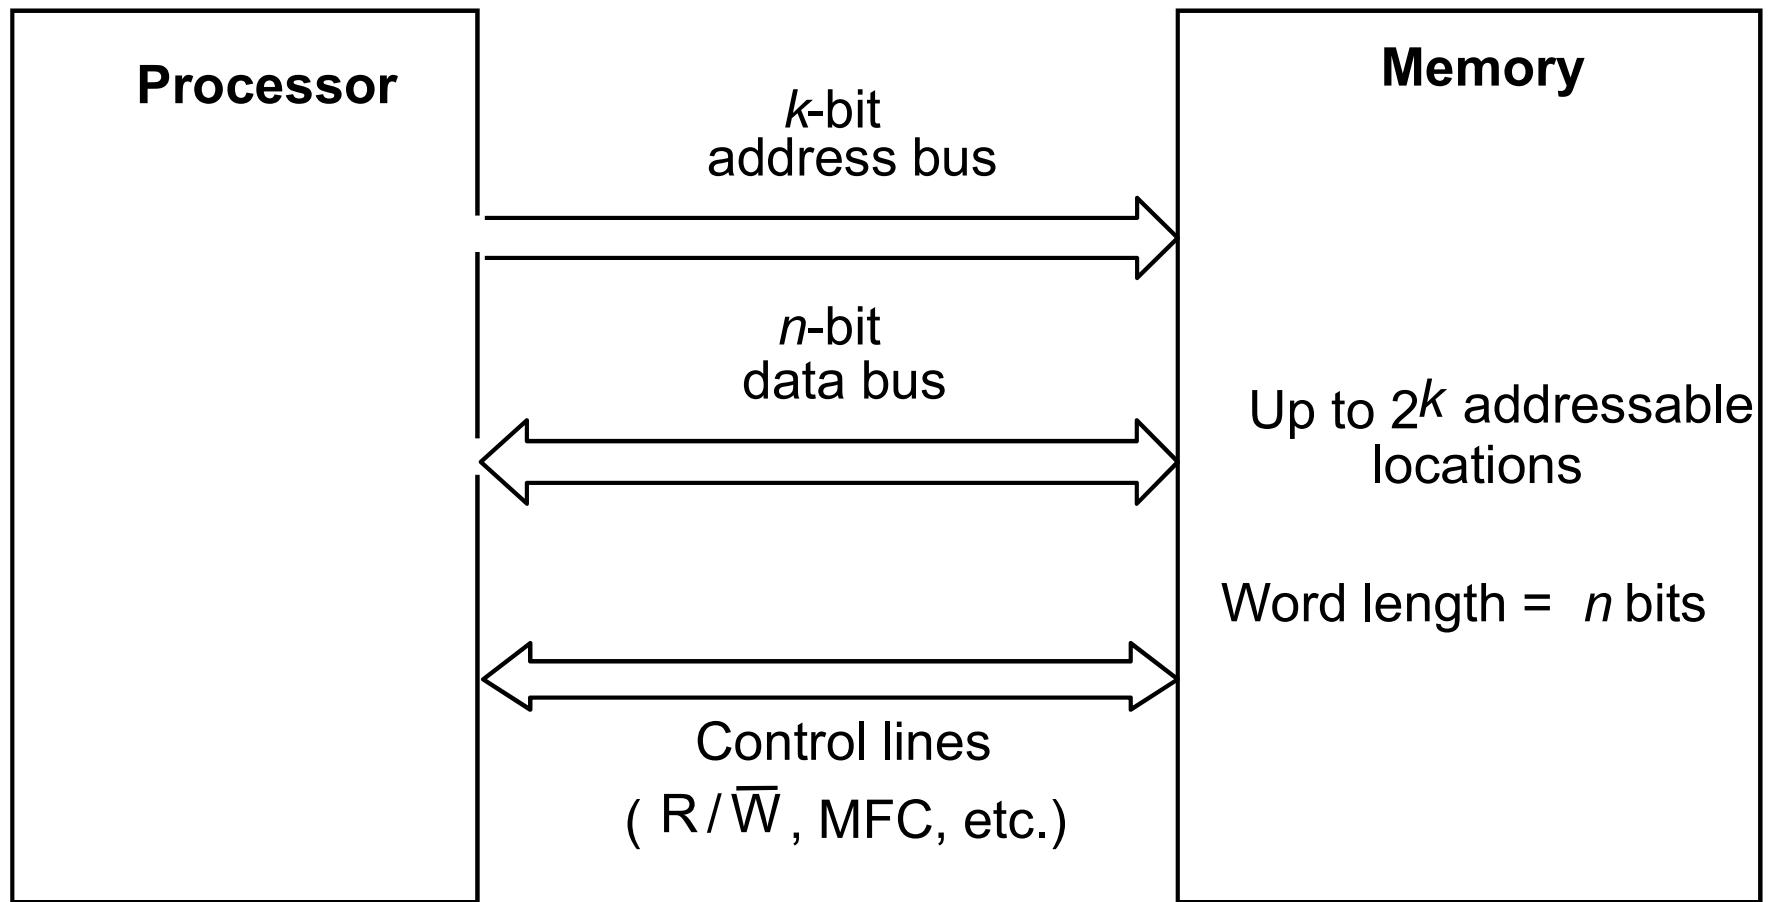 Processor
Memory
k-bit
address bus
n-bit
data bus
Up to 2ᵏ addressable
locations
Word length = n bits
Control lines
( R/W̅, MFC, etc.)